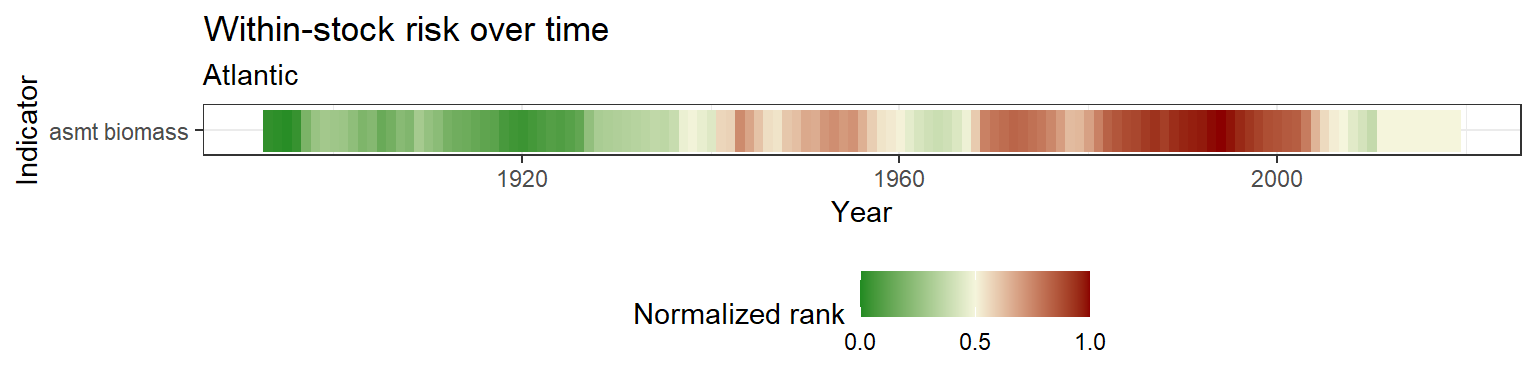 Within-stock risk over time
Atlantic
Indicator
asmt biomass
1920 1960 2000
Year
Normalized rank
0.0 0.5 1.0